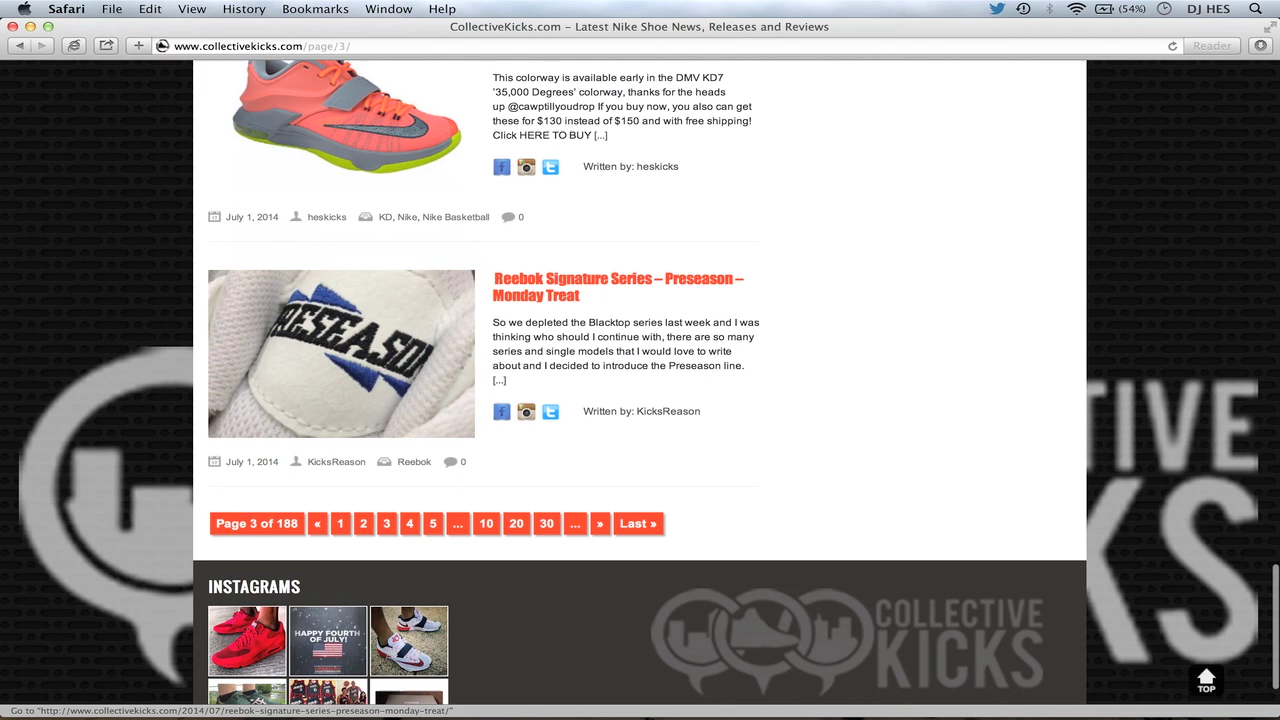 Safari File Edit View History Bookmarks Window Help (54%) DJ HES
CollectiveKicks.com – Latest Nike Shoe News, Releases and Reviews
www.collectivekicks.com/page/3/ Reader
This colorway is available early in the DMV KD7
'35,000 Degrees' colorway, thanks for the heads
up @cawptillyoudrop If you buy now, you also can get
these for $130 instead of $150 and with free shipping!
Click HERE TO BUY [...]
Written by: heskicks
July 1, 2014 heskicks KD, Nike, Nike Basketball 0
RESEASON
Reebok Signature Series – Preseason –
Monday Treat
So we depleted the Blacktop series last week and I was
thinking who should I continue with, there are so many
series and single models that I would love to write
about and I decided to introduce the Preseason line.
[...]
Written by: KicksReason
July 1, 2014 KicksReason Reebok 0
Page 3 of 188 « 1 2 3 4 5 ... 10 20 30 ... » Last »
INSTAGRAMS
HAPPY FOURTH
OF JULY!
COLLECTIVE
KICKS
TIVE
KS
TOP
Go to "http://www.collectivekicks.com/2014/07/reebok-signature-series-preseason-monday-treat/"